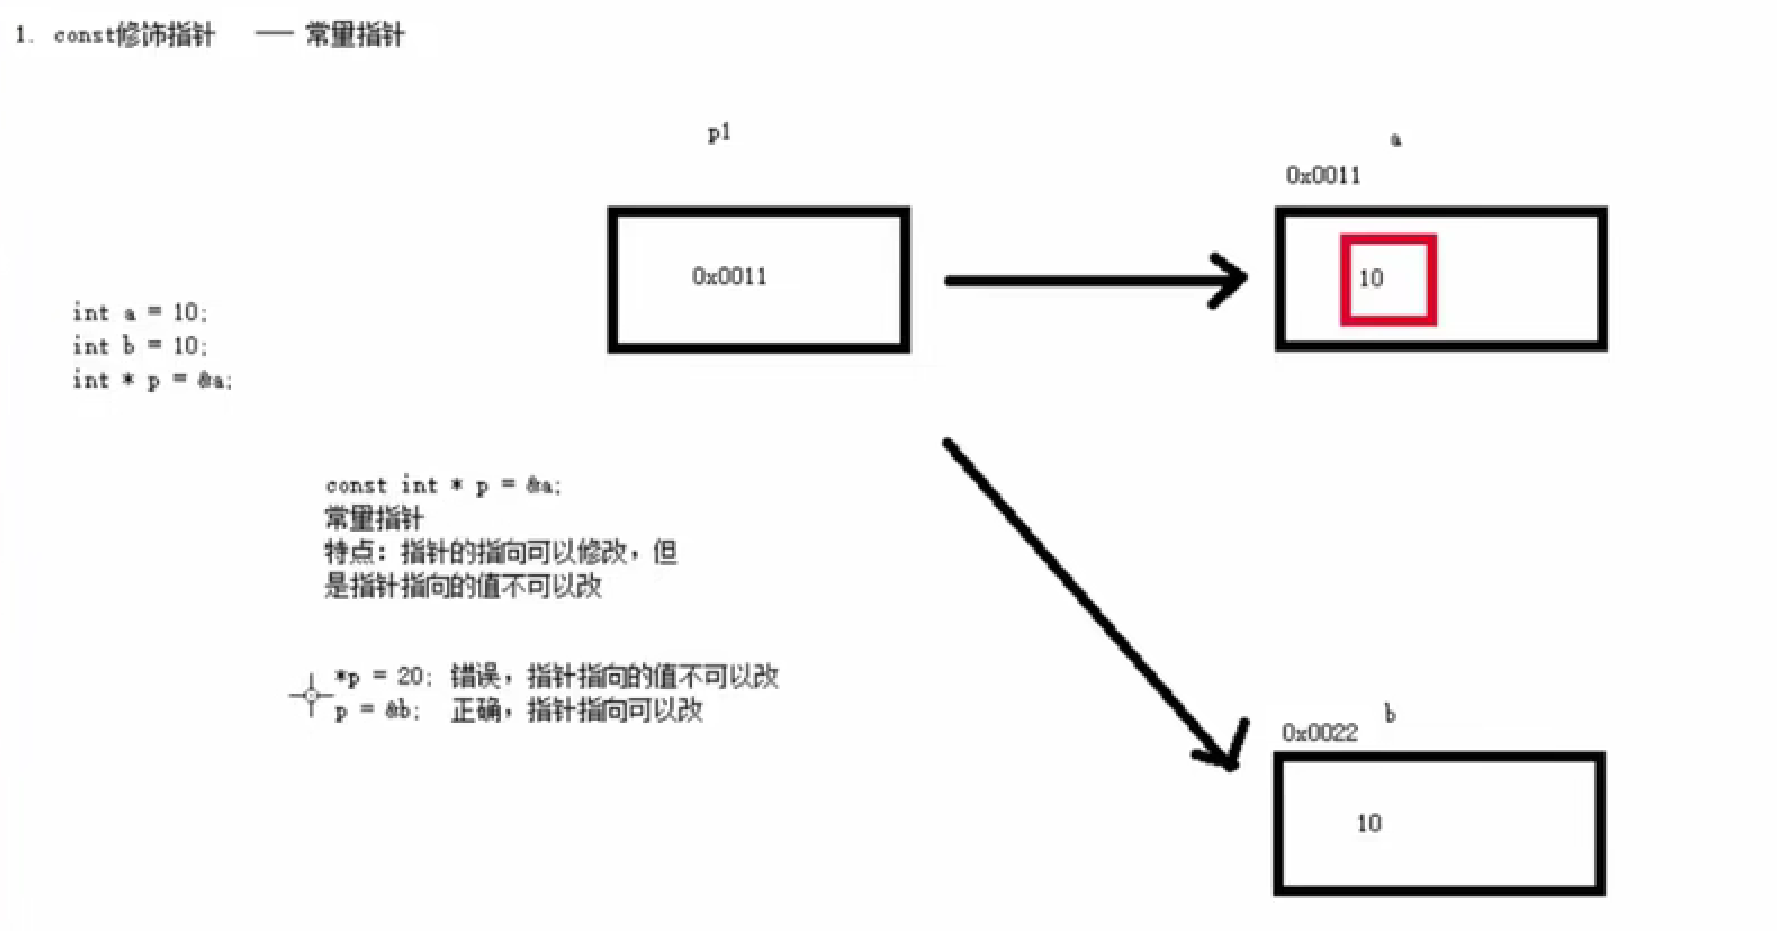 1. const修饰指针 — 常量指针
p1
a
0x0011
0x0011
10
int a = 10;
int b = 10;
int * p = &a;
const int * p = &a;
常量指针
特点：指针的指向可以修改，但
是指针指向的值不可以改
*p = 20; 错误，指针指向的值不可以改
p = &b; 正确，指针指向可以改
b
0x0022
10